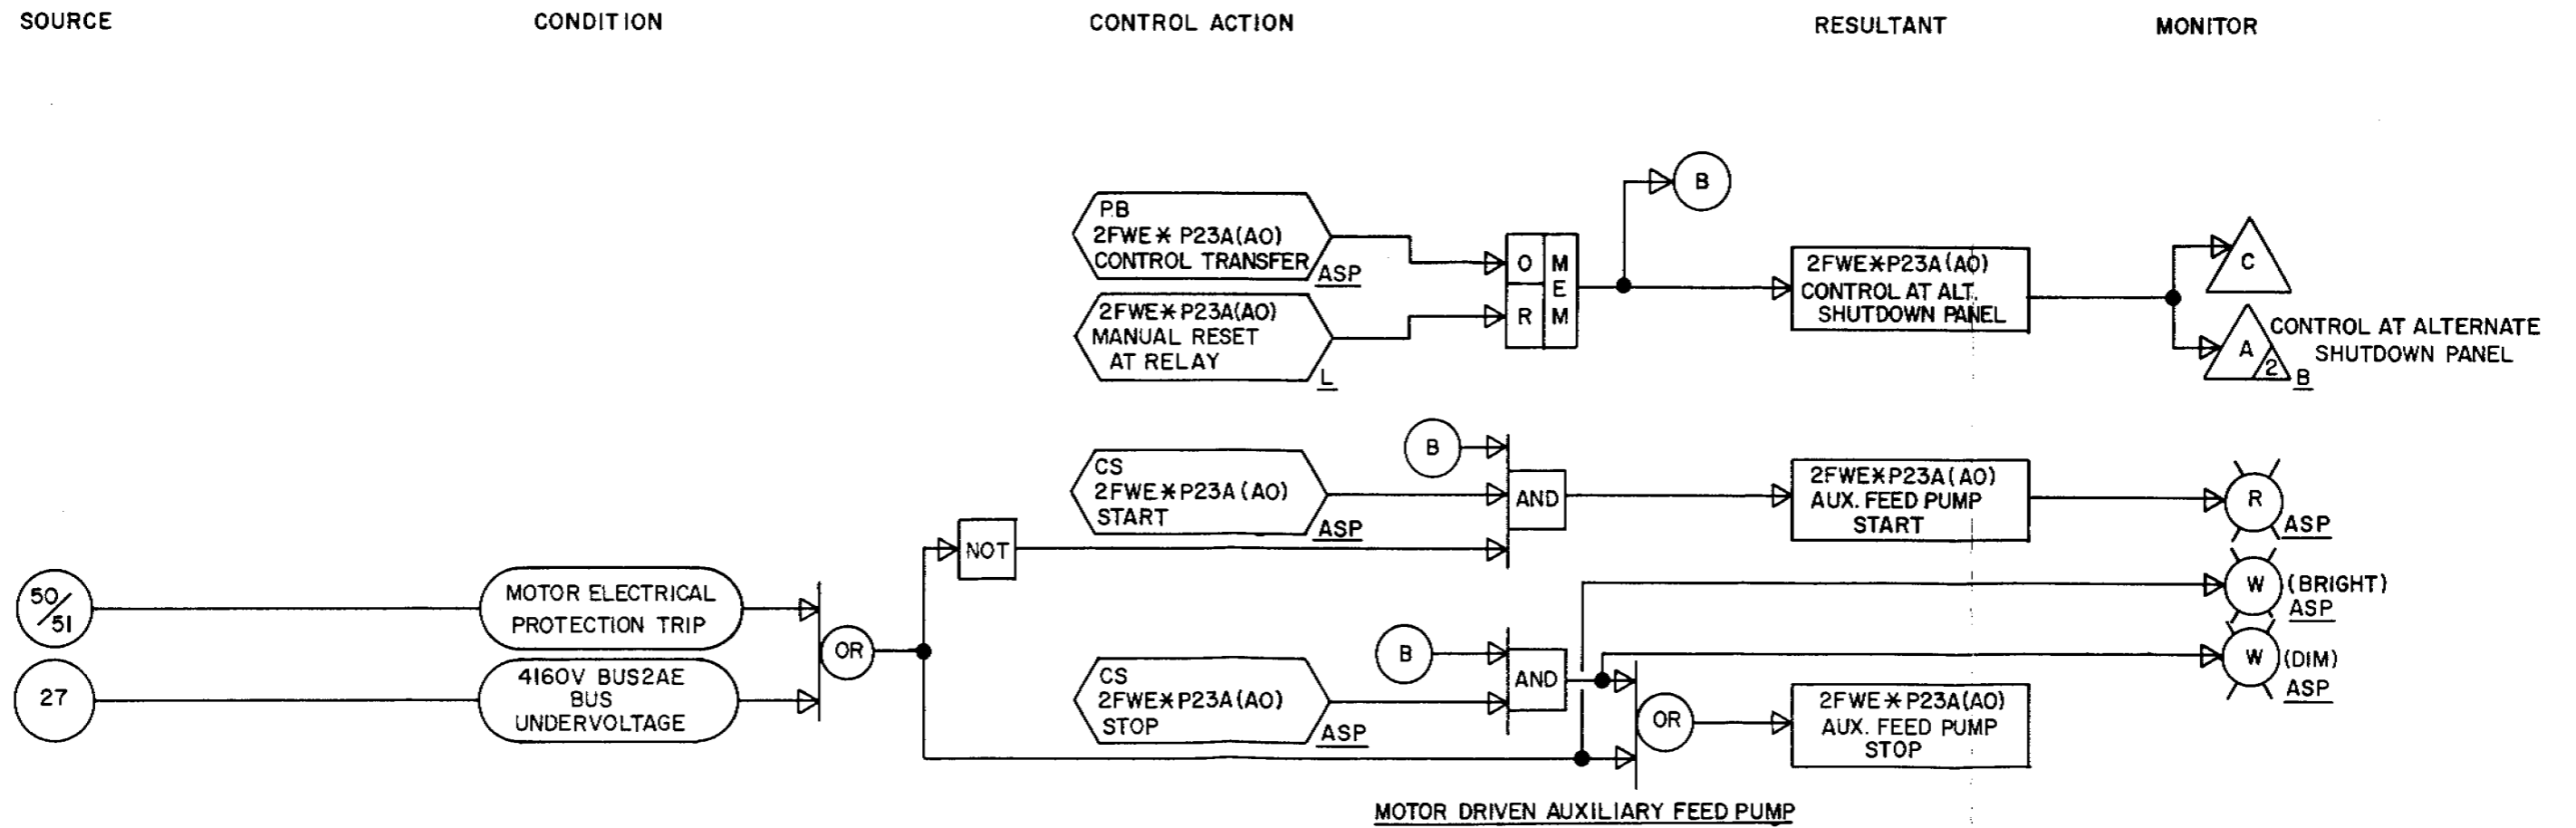 SOURCE
CONDITION
CONTROL ACTION
RESULTANT
MONITOR
B
PB
2FWE* P23A(AO)
CONTROL TRANSFER
ASP
2FWE*P23A(AO)
MANUAL RESET
AT RELAY
L
O
R
MEM
2FWE*P23A(AO)
CONTROL AT ALT.
SHUTDOWN PANEL
C
A
2
B
CONTROL AT ALTERNATE
SHUTDOWN PANEL
B
CS
2FWE*P23A(AO)
START
ASP
AND
2FWE*P23A(AO)
AUX. FEED PUMP
START
R
ASP
NOT
50/51
MOTOR ELECTRICAL
PROTECTION TRIP
OR
27
4160V BUS2AE
BUS
UNDERVOLTAGE
W
(BRIGHT)
ASP
B
CS
2FWE*P23A(AO)
STOP
ASP
AND
OR
W
(DIM)
ASP
2FWE*P23A(AO)
AUX. FEED PUMP
STOP
MOTOR DRIVEN AUXILIARY FEED PUMP